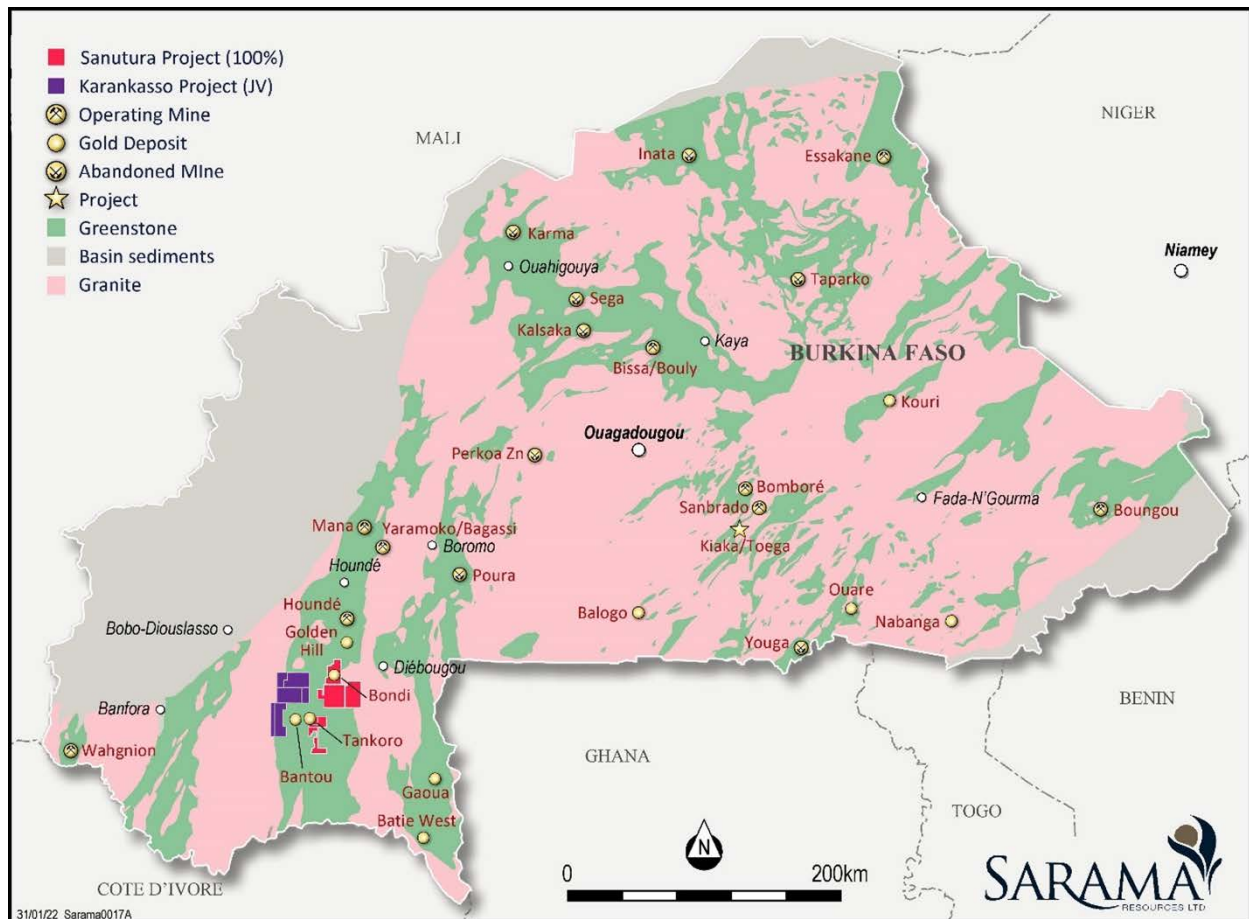 Sanutura Project (100%)
Karankasso Project (JV)
Operating Mine
Gold Deposit
Abandoned MIne
Project
Greenstone
Basin sediments
Granite
MALI
NIGER
Inata
Essakane
Karma
Ouahigouya
Niamey
Taparko
Sega
Kalsaka
Kaya
BURKINA FASO
Bissa/Bouly
Kouri
Ouagadougou
Perkoa Zn
Bomboré
Fada-N'Gourma
Sanbrado
Boungou
Mana
Yaramoko/Bagassi
Kiaka/Toega
Boromo
Houndé
Poura
Ouare
Houndé
Balogo
Nabanga
Bobo-Diouslasso
Golden
Hill
Youga
Diébougou
Bondi
BENIN
Banfora
Tankoro
Wahgnion
GHANA
Bantou
Gaoua
TOGO
Batie West
N
0 200km
COTE D'IVORE
SARAMA
RESOURCES LTD
31/01/22 Sarama0017A